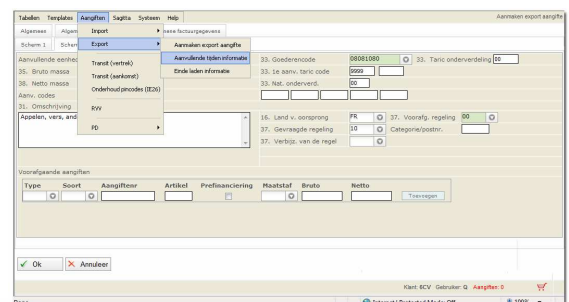 Tabellen Templates Aangiften Sagitta Systeem Help
Aanmaken export aangifte
Algemeen Algem
Import
Scherm 1 Scherm
Export
Aanmaken export aangifte
Aanvullende tijden informatie
Einde laden informatie
Transit (vertrek)
Transit (aankomst)
Onderhoud pincodes (IE26)
RVV
PD
Aanvullende eenhed
33. Goederencode 08081080 33. Taric onderverdeling 00
35. Bruto massa
33. 1e aanv. taric code 9999
38. Netto massa
33. Nat. onderverd. 00
Aanv. codes
31. Omschrijving
Appelen, vers, and
16. Land v. oorsprong FR 37. Voorafg. regeling 00
37. Gevraagde regeling 10 Categorie/postnr.
37. Verbijz. van de regel
Voorafgaande aangiften
Type Soort Aangiftenr Artikel Prefinanciering Maatstaf Bruto Netto
Toevoegen
Ok Annuleer
Klant: 6CV Gebruiker: Q Aangiften: 0